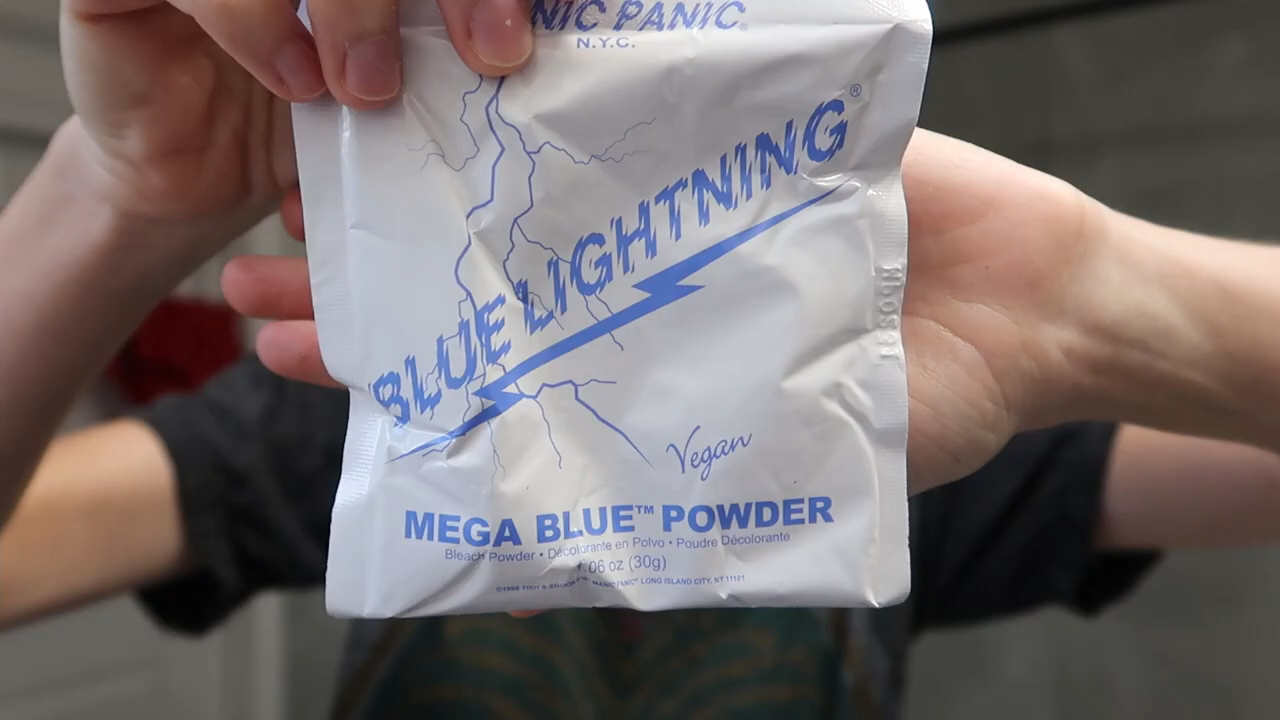 NIC PANIC®
N.Y.C.
BLUE LIGHTNING®
Vegan
MEGA BLUE™ POWDER
Bleach Powder • Décolorante en Polvo • Poudre Décolorante
.06 oz (30g)
LONG ISLAND CITY, NY 11101